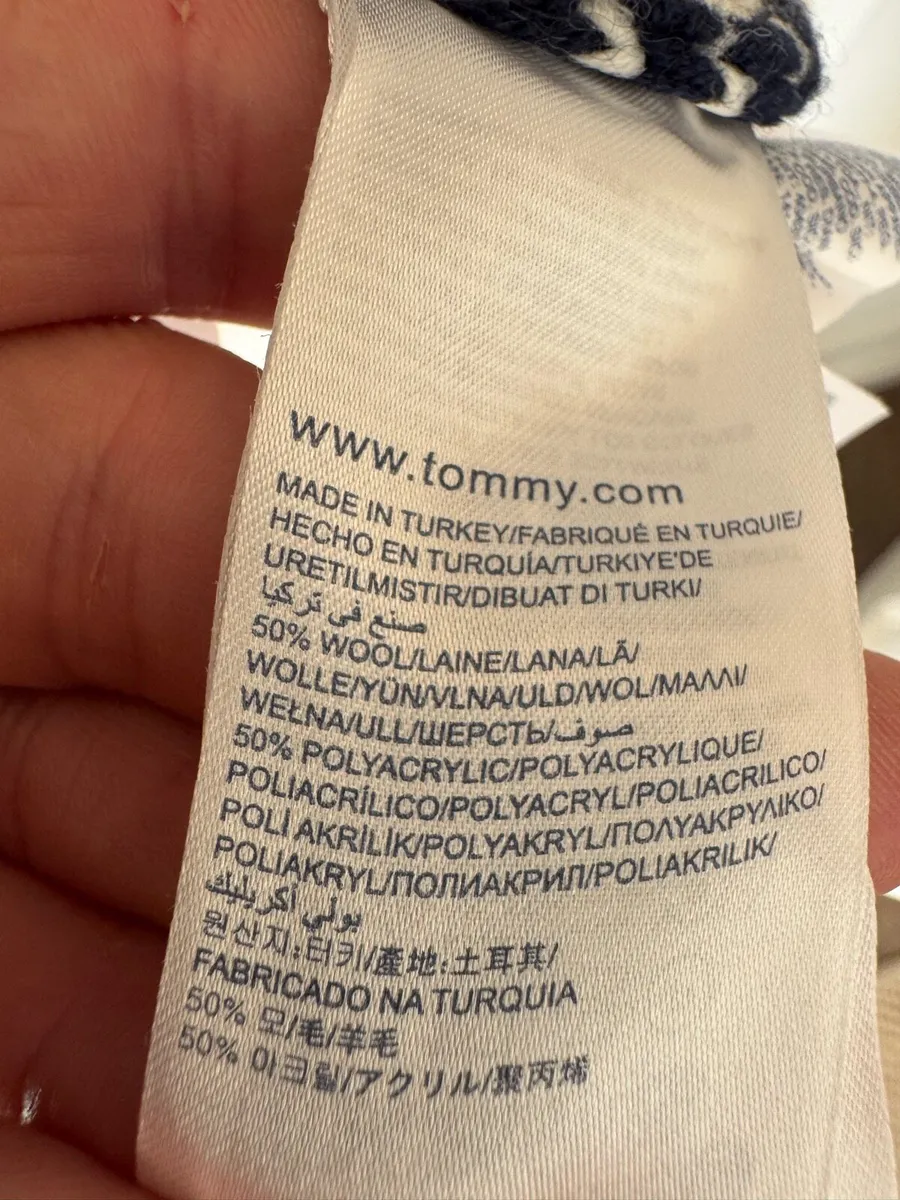 www.tommy.com
MADE IN TURKEY/FABRIQUÉ EN TURQUIE/
HECHO EN TURQUÍA/TURKIYE'DE
URETILMISTIR/DIBUAT DI TURKI/
صنع في تركيا
50% WOOL/LAINE/LANA/LÃ/
WOLLE/YÜN/VLNA/ULD/WOL/ΜΑΛΛΙ/
WEŁNA/ULL/ШЕРСТЬ/صوف
50% POLYACRYLIC/POLYACRYLIQUE/
POLIACRÍLICO/POLYACRYL/POLIACRILICO/
POLİ AKRİLİK/POLYAKRYL/ΠΟΛΥΑΚΡΥΛΙΚΟ/
POLIAKRYL/ПОЛИАКРИЛ/POLIAKRILIK/
بولي أكريليك
원산지:터키/產地:土耳其/
FABRICADO NA TURQUIA
50% 모/毛/羊毛
50% 아크릴/アクリル/聚丙烯